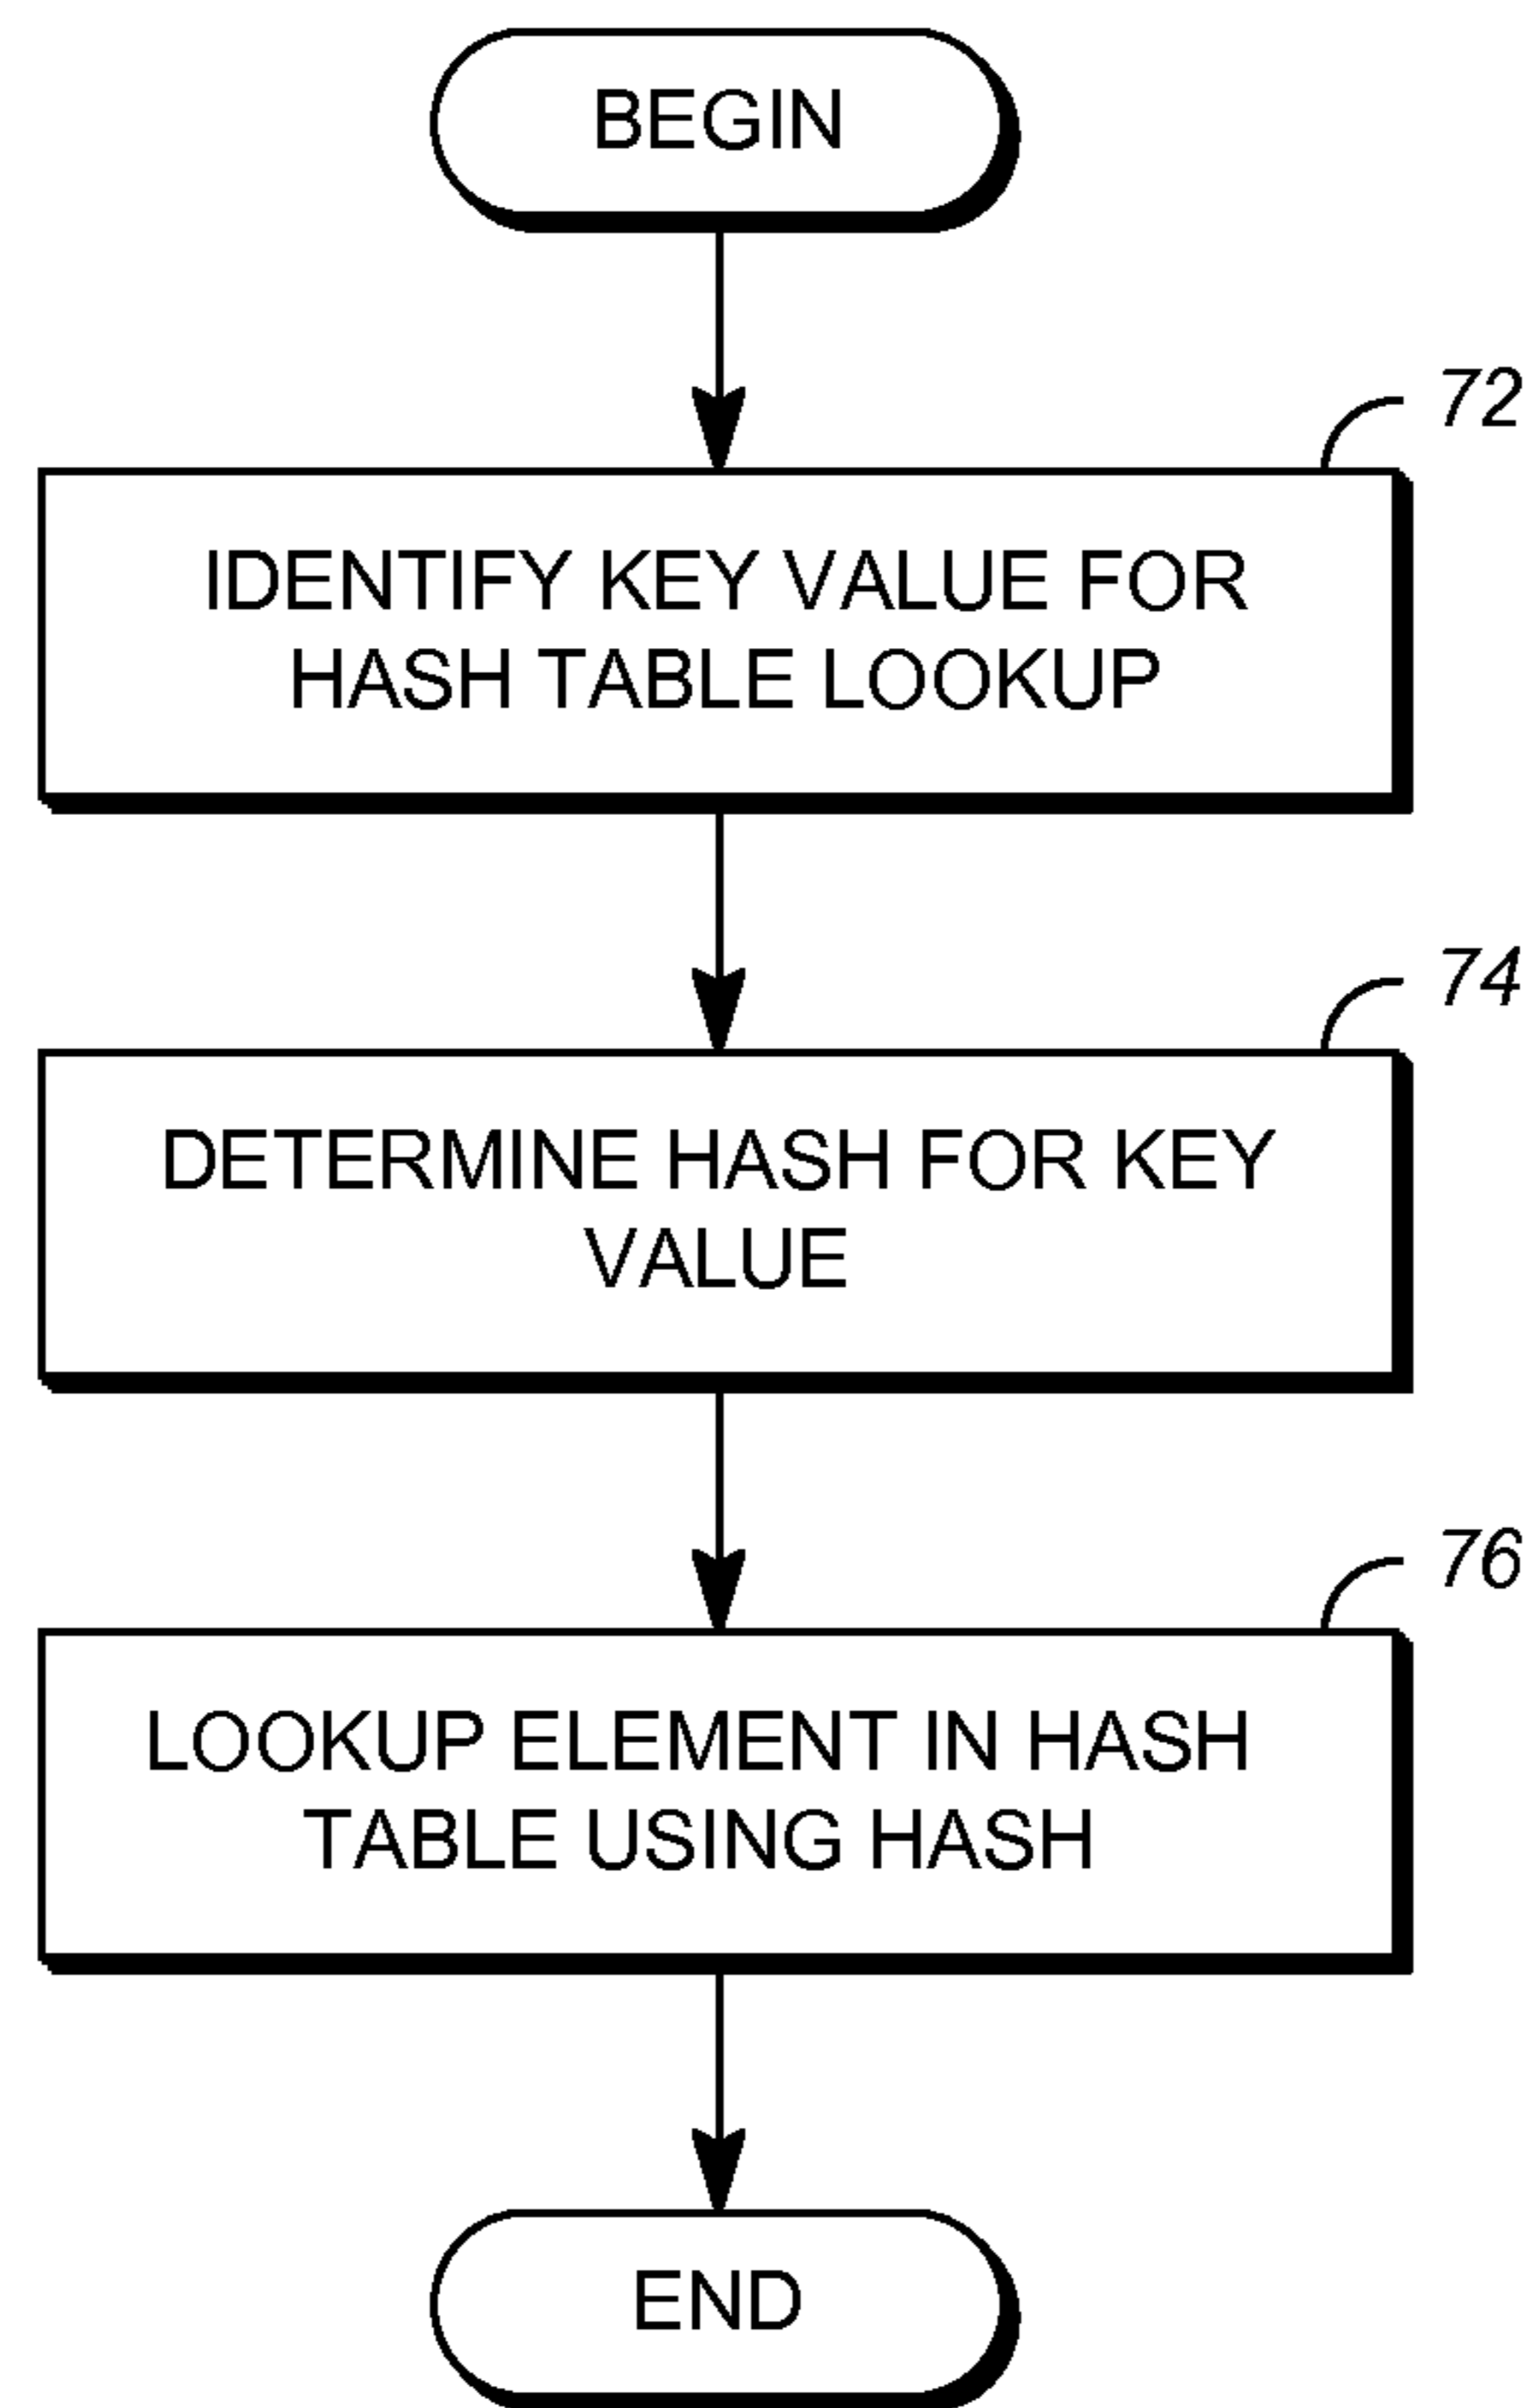 BEGIN
72
IDENTIFY KEY VALUE FOR
HASH TABLE LOOKUP
74
DETERMINE HASH FOR KEY
VALUE
76
LOOKUP ELEMENT IN HASH
TABLE USING HASH
END